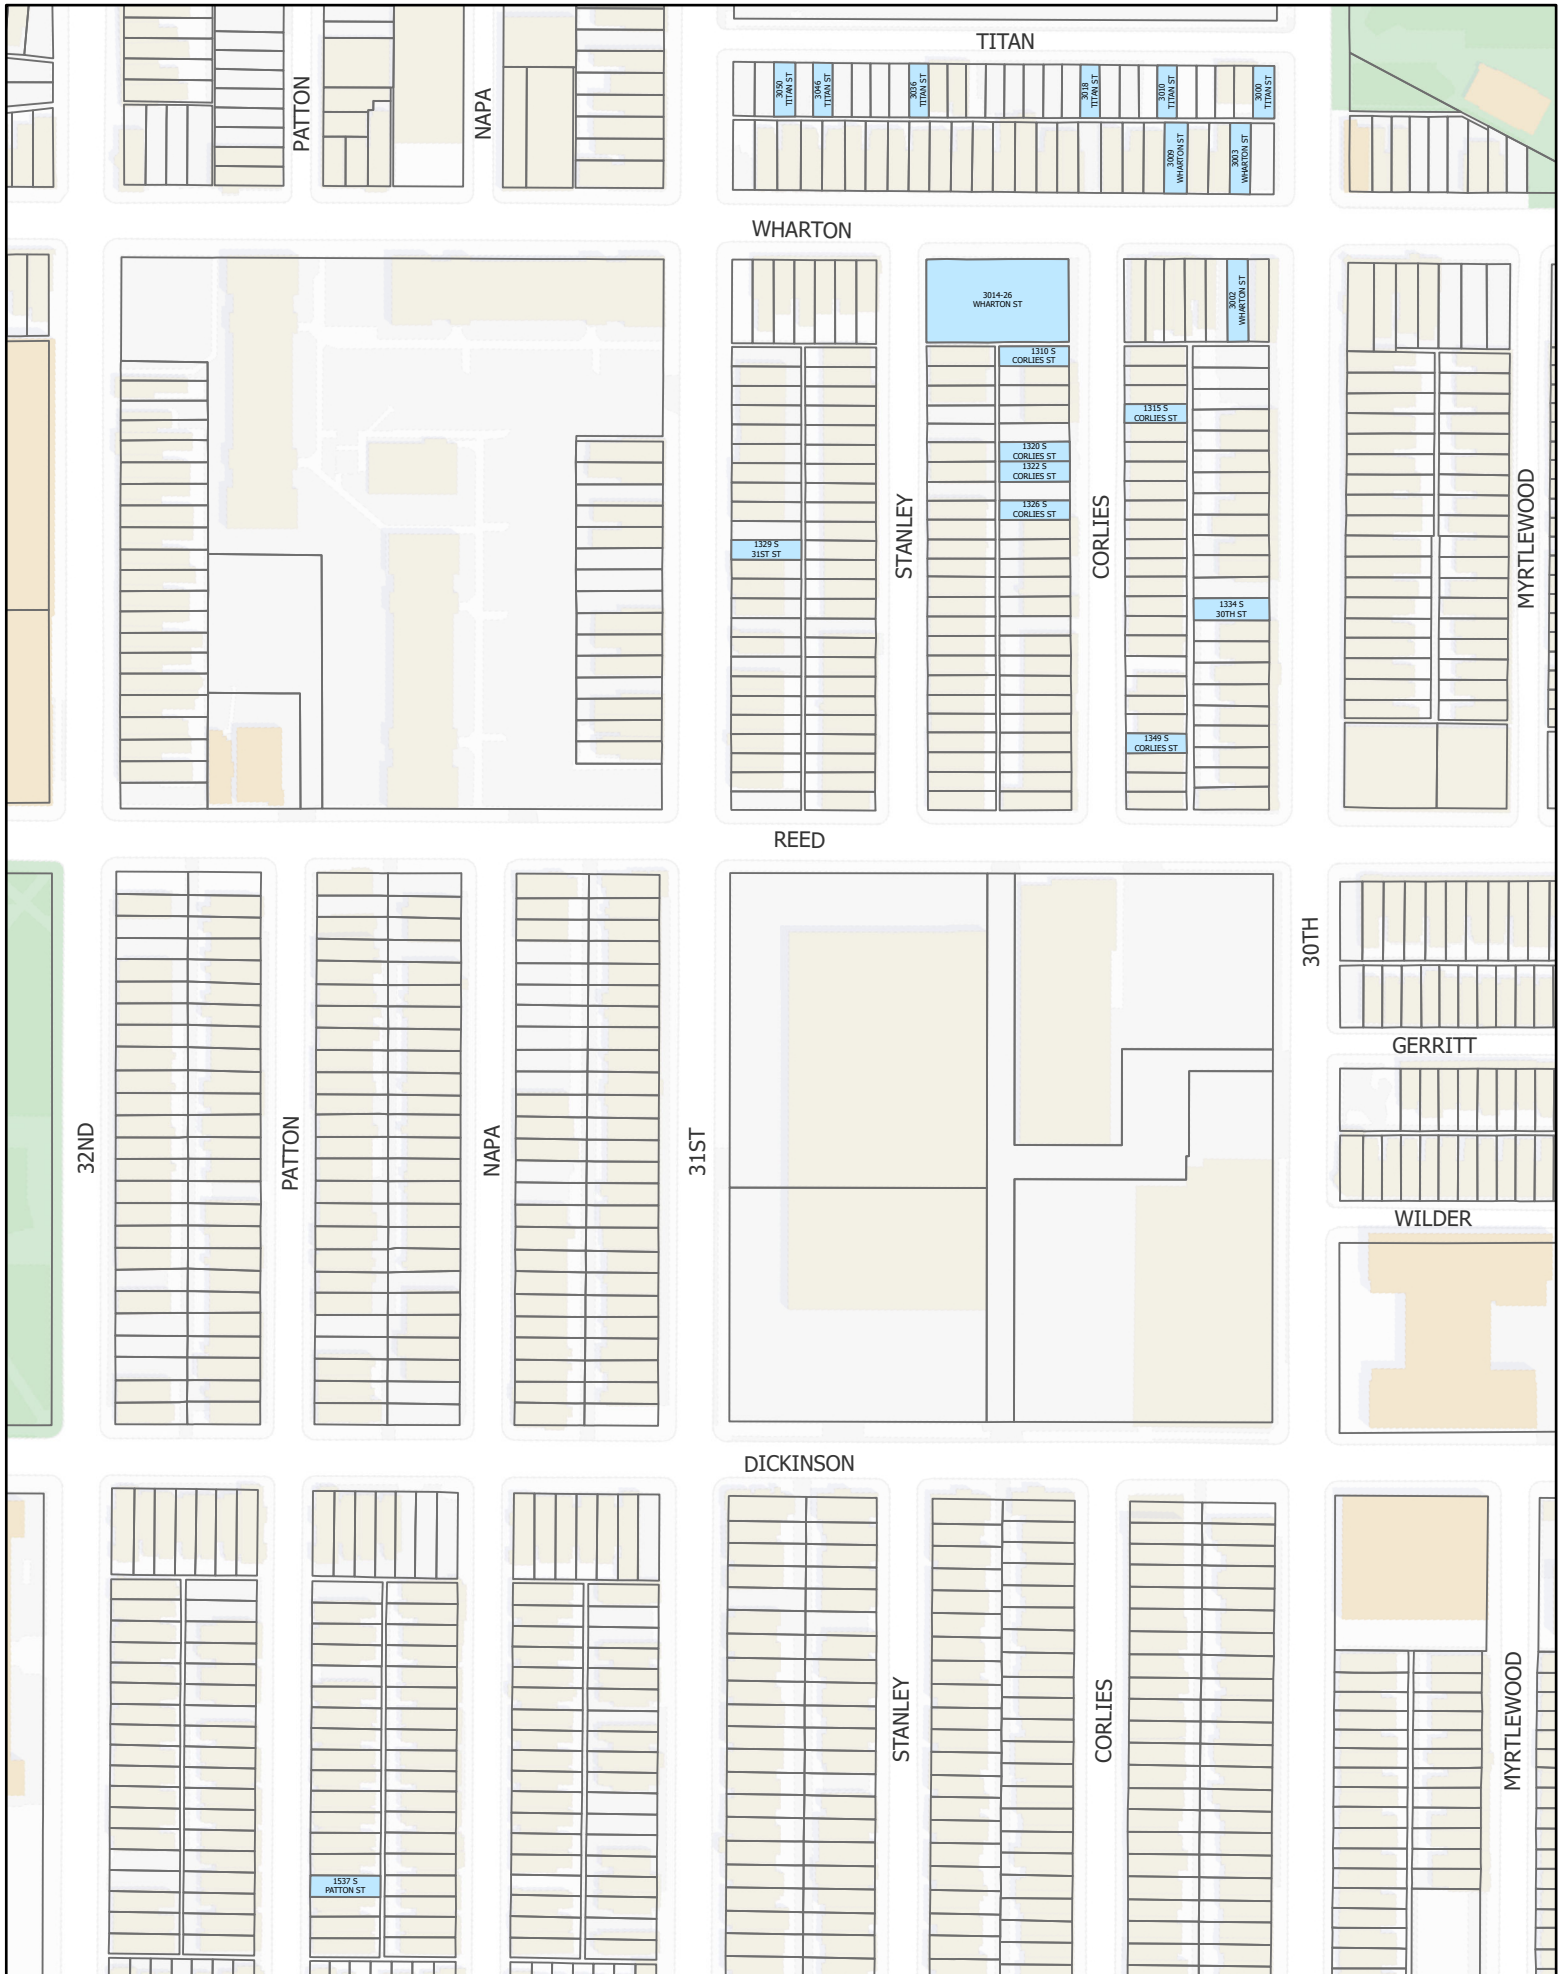 TITAN
3050
TITAN ST
3046
TITAN ST
3036
TITAN ST
3018
TITAN ST
3010
TITAN ST
3000
TITAN ST
PATTON
NAPA
3009
WHARTON ST
3003
WHARTON ST
WHARTON
3014-26
WHARTON ST
3002
WHARTON ST
1310 S
CORLIES ST
1315 S
CORLIES ST
1320 S
CORLIES ST
1322 S
CORLIES ST
1326 S
CORLIES ST
STANLEY
CORLIES
MYRTLEWOOD
1329 S
31ST ST
1334 S
30TH ST
1349 S
CORLIES ST
REED
30TH
GERRITT
32ND
PATTON
NAPA
31ST
WILDER
DICKINSON
STANLEY
CORLIES
MYRTLEWOOD
1537 S
PATTON ST